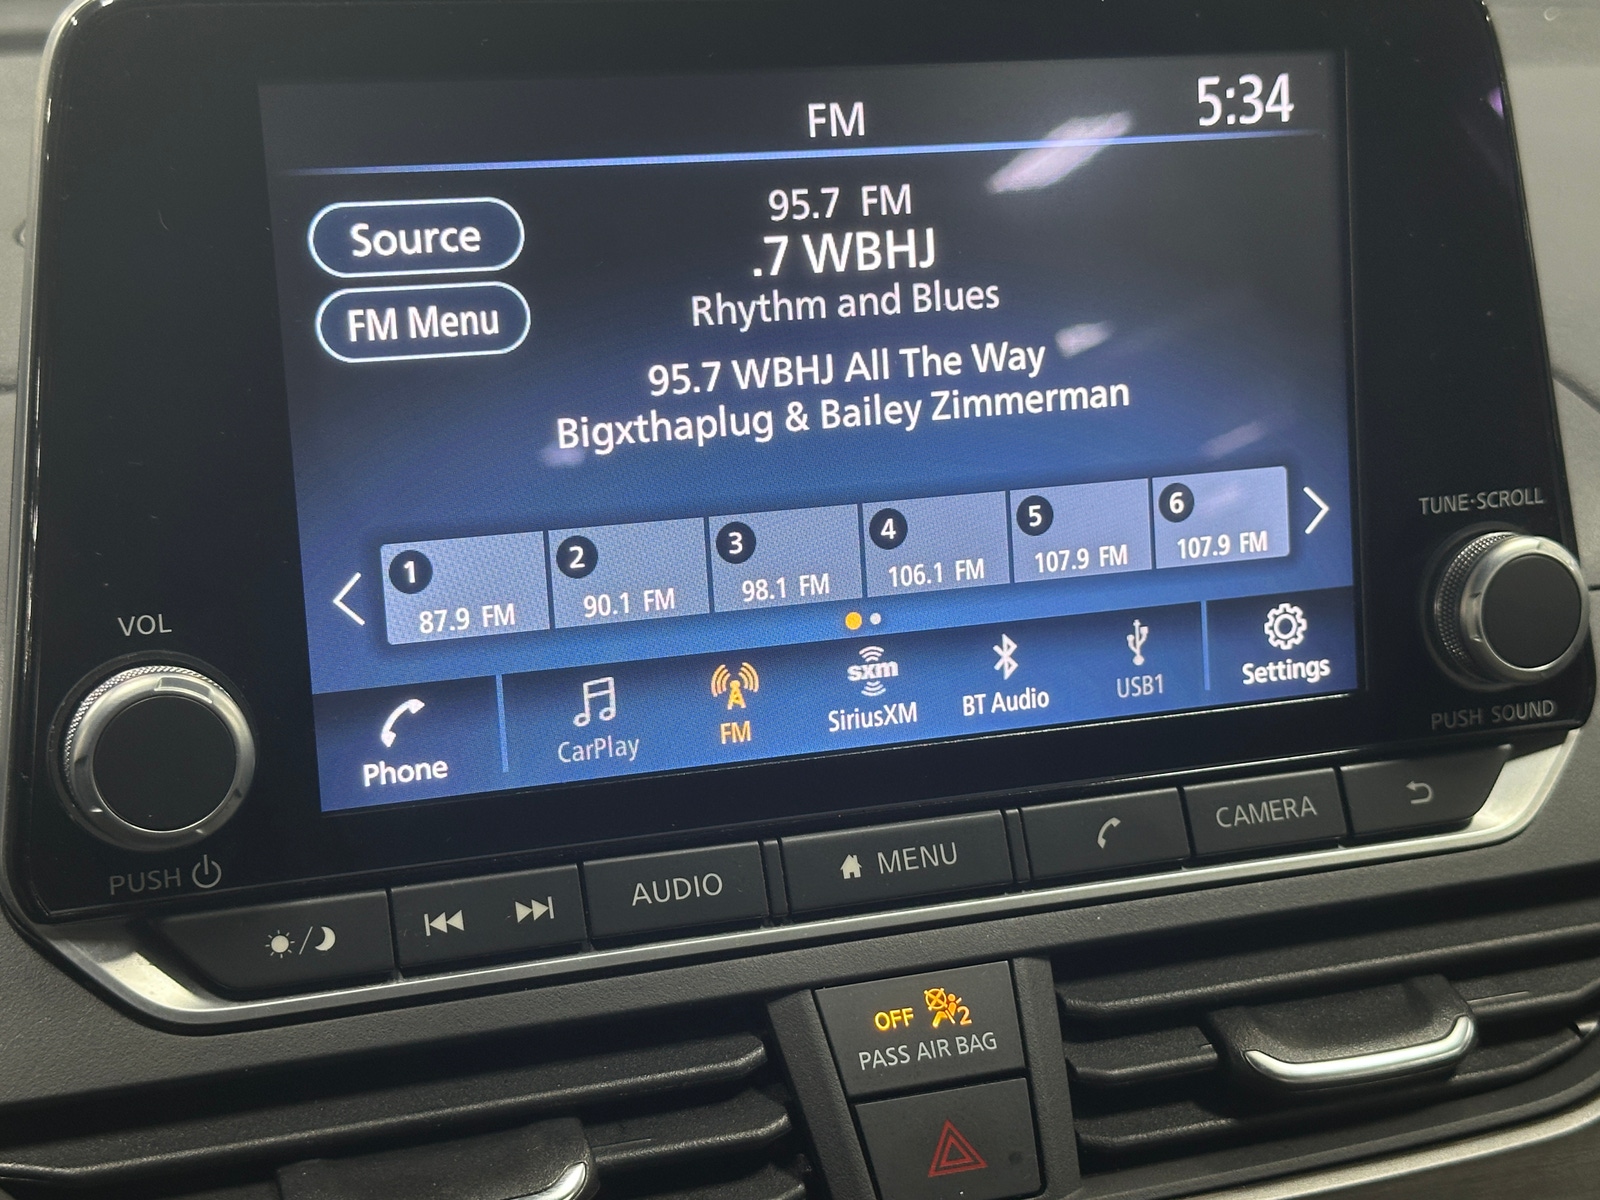 FM
5:34
Source
FM Menu
95.7 FM
.7 WBHJ
Rhythm and Blues
95.7 WBHJ All The Way
Bigxthaplug & Bailey Zimmerman
1
87.9 FM
2
90.1 FM
3
98.1 FM
4
106.1 FM
5
107.9 FM
6
107.9 FM
Phone
CarPlay
FM
sxm
SiriusXM
BT Audio
USB1
Settings
VOL
PUSH
TUNE·SCROLL
PUSH SOUND
AUDIO
MENU
CAMERA
OFF
2
PASS AIR BAG